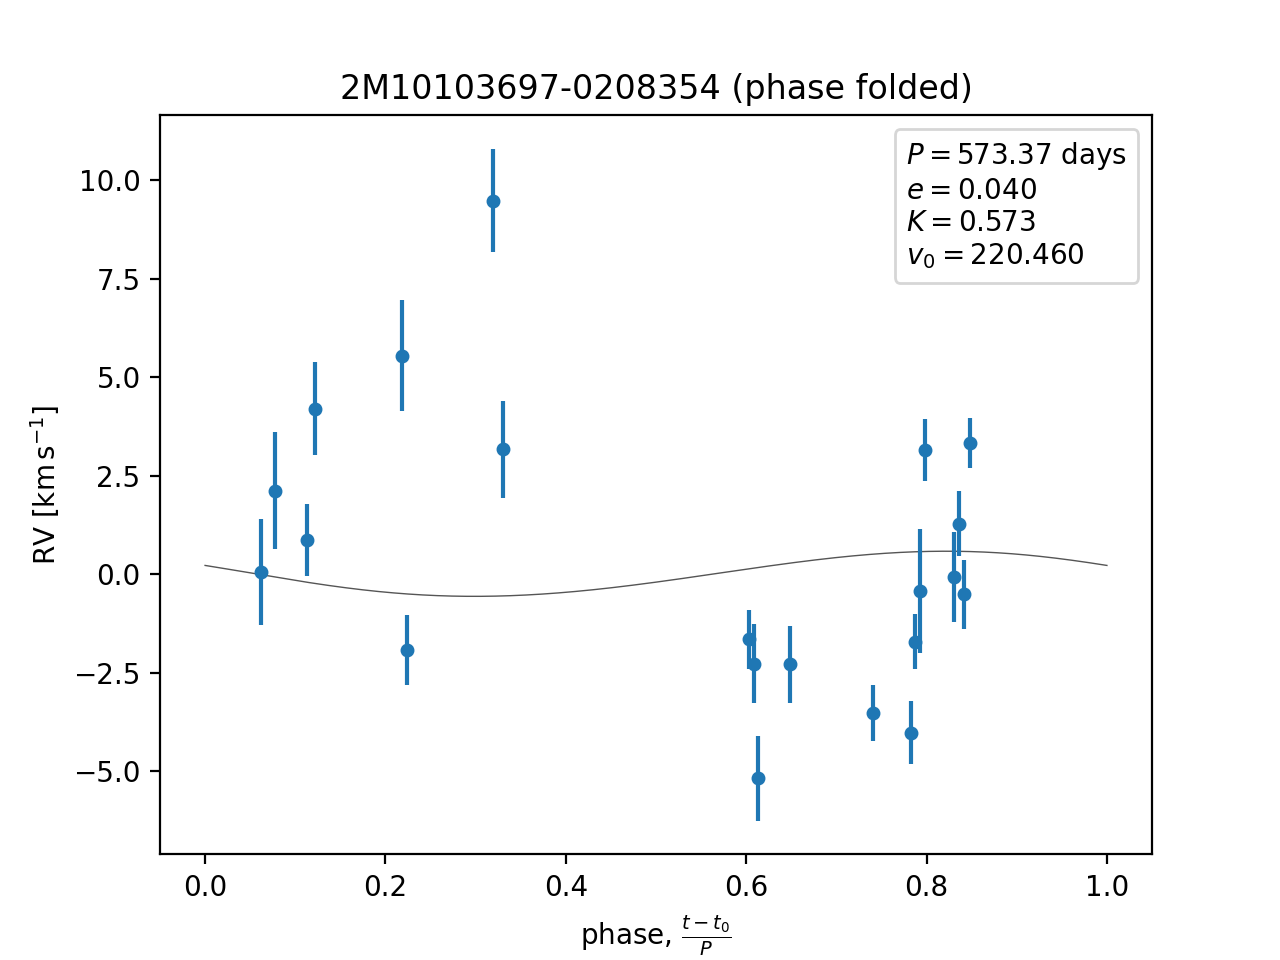 2M10103697-0208354 (phase folded)
P = 573.37 days
e = 0.040
K = 0.573
v₀ = 220.460
10.0
7.5
5.0
2.5
0.0
−2.5
−5.0
RV [km s⁻¹]
0.0 0.2 0.4 0.6 0.8 1.0
phase, (t − t₀)/P